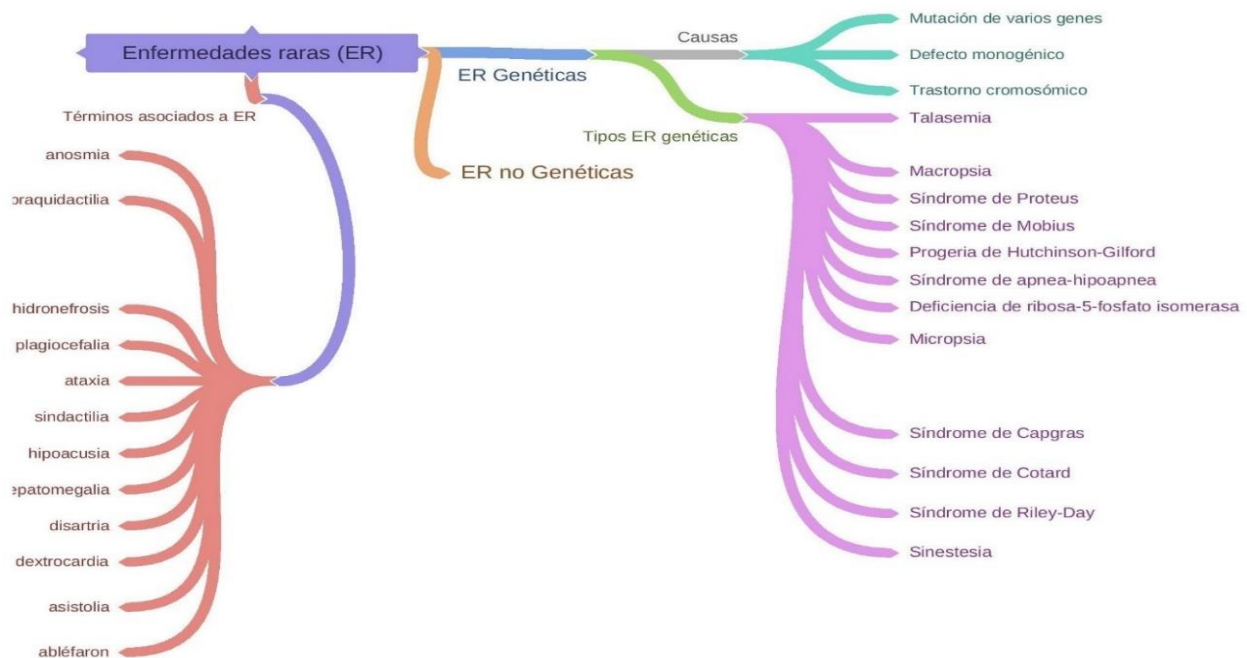 Enfermedades raras (ER)
ER Genéticas
Causas
Mutación de varios genes
Defecto monogénico
Trastorno cromosómico
Tipos ER genéticas
Talasemia
Macropsia
Síndrome de Proteus
Síndrome de Mobius
Progeria de Hutchinson-Gilford
Síndrome de apnea-hipoapnea
Deficiencia de ribosa-5-fosfato isomerasa
Micropsia
Síndrome de Capgras
Síndrome de Cotard
Síndrome de Riley-Day
Sinestesia
ER no Genéticas
Términos asociados a ER
anosmia
oraquidactilia
hidronefrosis
plagiocefalia
ataxia
sindactilia
hipoacusia
epatomegalia
disartria
dextrocardia
asistolia
abléfaron